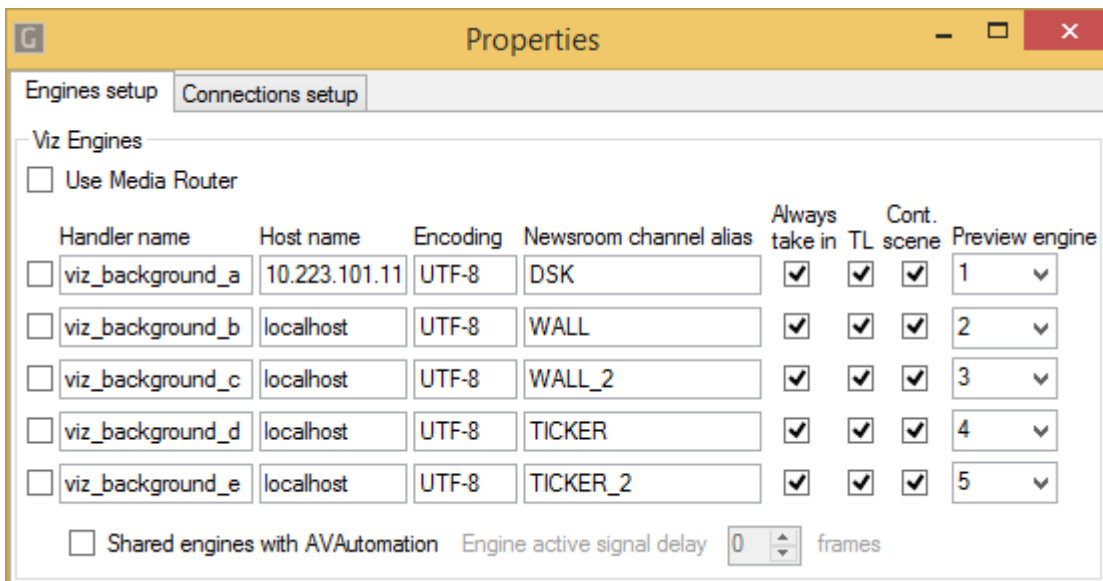 G Properties
Engines setup Connections setup
Viz Engines
Use Media Router
Always Cont.
Handler name Host name Encoding Newsroom channel alias take in TL scene Preview engine
viz_background_a 10.223.101.11 UTF-8 DSK 1
viz_background_b localhost UTF-8 WALL 2
viz_background_c localhost UTF-8 WALL_2 3
viz_background_d localhost UTF-8 TICKER 4
viz_background_e localhost UTF-8 TICKER_2 5
Shared engines with AVAutomation Engine active signal delay 0 frames